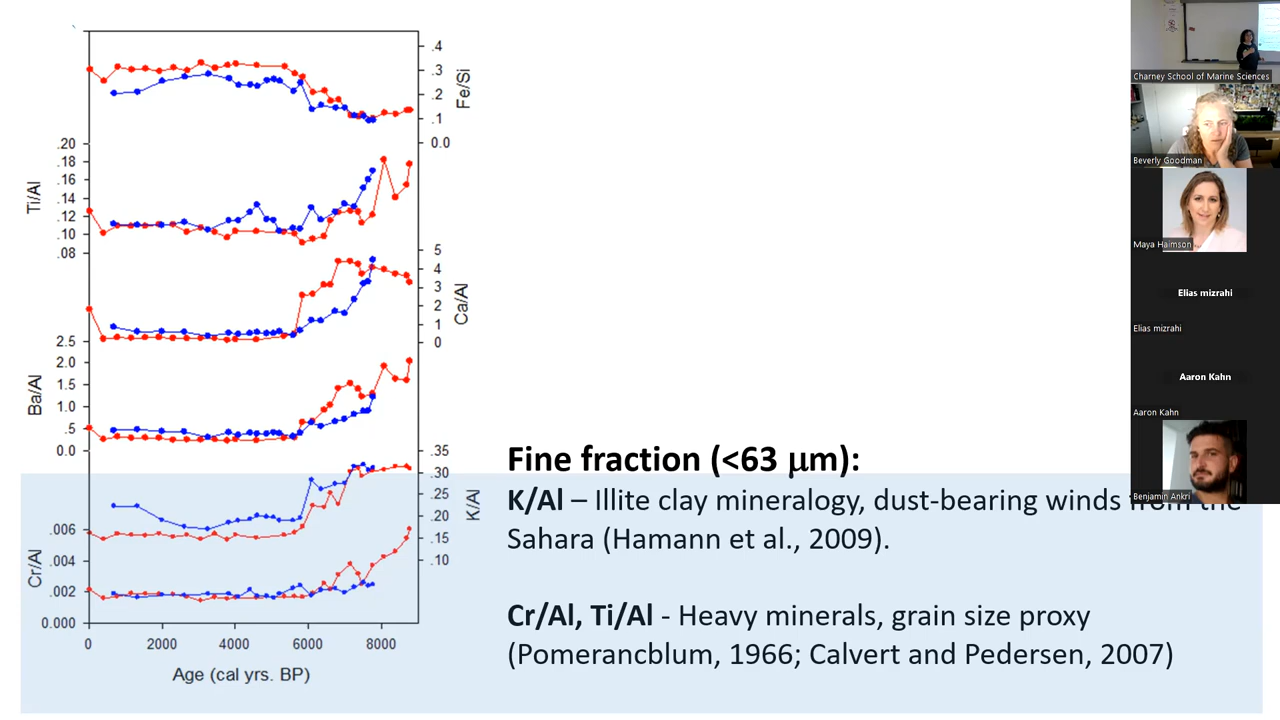 .4
.3
.2
.1
0.0
Fe/Si
.20
.18
.16
.14
.12
.10
.08
Ti/Al
5
4
3
2
1
0
Ca/Al
2.5
2.0
1.5
1.0
.5
0.0
Ba/Al
.35
.30
.25
.20
.15
.10
K/Al
.006
.004
.002
0.000
Cr/Al
0 2000 4000 6000 8000
Age (cal yrs. BP)
Fine fraction (<63 μm):
K/Al – Illite clay mineralogy, dust-bearing winds from the
Sahara (Hamann et al., 2009).
Cr/Al, Ti/Al - Heavy minerals, grain size proxy
(Pomerancblum, 1966; Calvert and Pedersen, 2007)
Charney School of Marine Sciences
Beverly Goodman
Maya Haimson
Elias mizrahi
Elias mizrahi
Aaron Kahn
Aaron Kahn
Benjamin Ankri